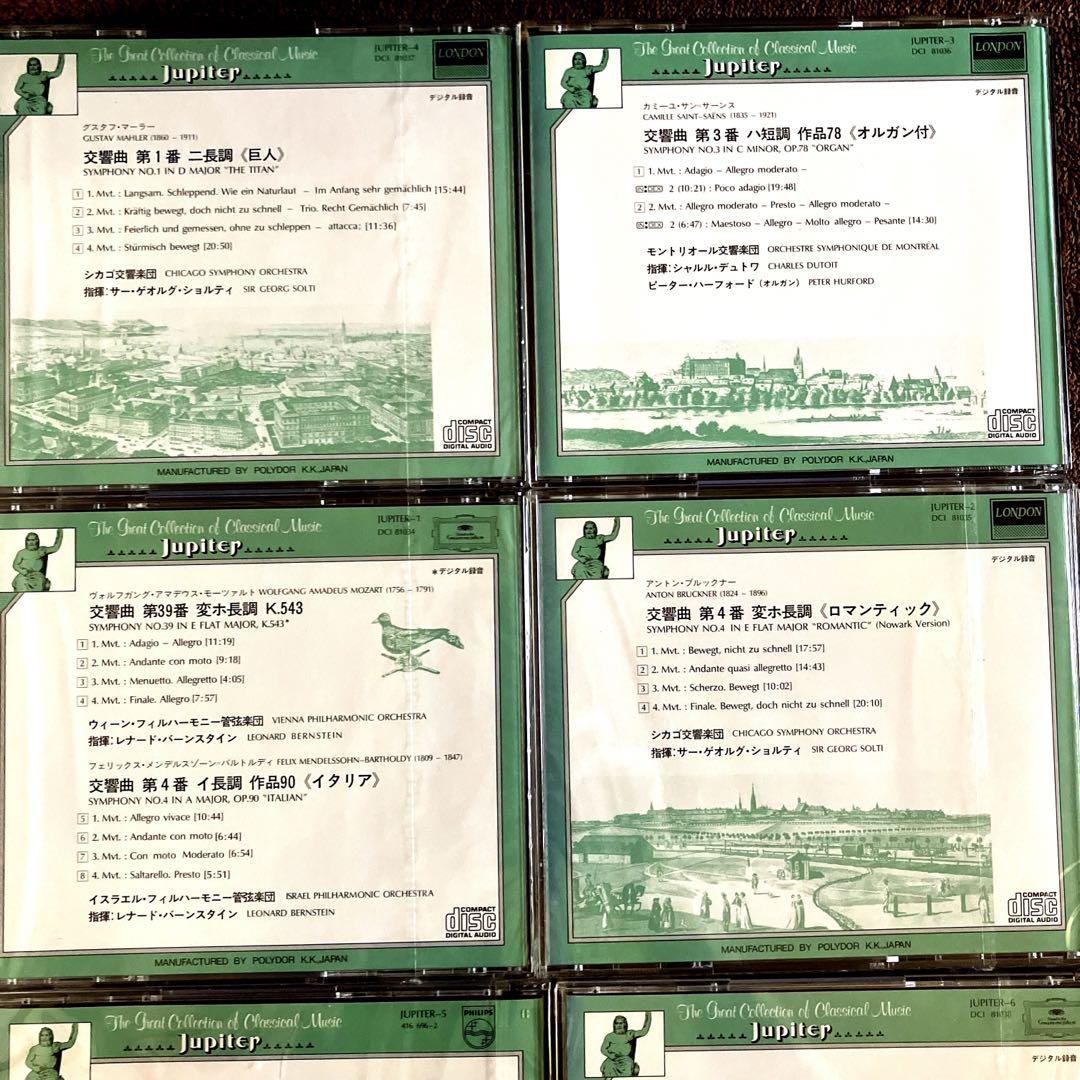 The Great Collection of Classical Music
Jupiter
JUPITER-4
DCI 81037
LONDON
デジタル録音
グスタフ・マーラー
GUSTAV MAHLER (1860 – 1911)
交響曲 第1番 ニ長調《巨人》
SYMPHONY NO.1 IN D MAJOR "THE TITAN"
1 1. Mvt. : Langsam. Schleppend. Wie ein Naturlaut – Im Anfang sehr gemächlich [15:44]
2 2. Mvt. : Kräftig bewegt, doch nicht zu schnell – Trio. Recht Gemächlich [7:45]
3 3. Mvt. : Feierlich und gemessen, ohne zu schleppen – attacca; [11:36]
4 4. Mvt. : Stürmisch bewegt [20:50]
シカゴ交響楽団 CHICAGO SYMPHONY ORCHESTRA
指揮:サー・ゲオルグ・ショルティ SIR GEORG SOLTI
COMPACT
disc
DIGITAL AUDIO
MANUFACTURED BY POLYDOR K.K.,JAPAN
The Great Collection of Classical Music
Jupiter
JUPITER-3
DCI 81036
LONDON
デジタル録音
カミーユ・サン=サーンス
CAMILLE SAINT-SAËNS (1835 – 1921)
交響曲 第3番 ハ短調 作品78《オルガン付》
SYMPHONY NO.3 IN C MINOR, OP.78 "ORGAN"
1 1. Mvt. : Adagio – Allegro moderato –
INDEX 2 (10:21) : Poco adagio [19:48]
2 2. Mvt. : Allegro moderato – Presto – Allegro moderato –
INDEX 2 (6:47) : Maestoso – Allegro – Molto allegro – Pesante [14:30]
モントリオール交響楽団 ORCHESTRE SYMPHONIQUE DE MONTRÉAL
指揮:シャルル・デュトワ CHARLES DUTOIT
ピーター・ハーフォード (オルガン) PETER HURFORD
COMPACT
disc
DIGITAL AUDIO
MANUFACTURED BY POLYDOR K.K.,JAPAN
The Great Collection of Classical Music
Jupiter
JUPITER-1
DCI 81034
Deutsche
Grammophon
*デジタル録音
ヴォルフガング・アマデウス・モーツァルト WOLFGANG AMADEUS MOZART (1756 – 1791)
交響曲 第39番 変ホ長調 K.543
SYMPHONY NO.39 IN E FLAT MAJOR, K.543*
1 1. Mvt. : Adagio – Allegro [11:19]
2 2. Mvt. : Andante con moto [9:18]
3 3. Mvt. : Menuetto. Allegretto [4:05]
4 4. Mvt. : Finale. Allegro [7:57]
ウィーン・フィルハーモニー管弦楽団 VIENNA PHILHARMONIC ORCHESTRA
指揮:レナード・バーンスタイン LEONARD BERNSTEIN
フェリックス・メンデルスゾーン=バルトルディ FELIX MENDELSSOHN-BARTHOLDY (1809 – 1847)
交響曲 第4番 イ長調 作品90《イタリア》
SYMPHONY NO.4 IN A MAJOR, OP.90 "ITALIAN"
5 1. Mvt. : Allegro vivace [10:44]
6 2. Mvt. : Andante con moto [6:44]
7 3. Mvt. : Con moto Moderato [6:54]
8 4. Mvt. : Saltarello. Presto [5:51]
イスラエル・フィルハーモニー管弦楽団 ISRAEL PHILHARMONIC ORCHESTRA
指揮:レナード・バーンスタイン LEONARD BERNSTEIN
COMPACT
disc
DIGITAL AUDIO
MANUFACTURED BY POLYDOR K.K.,JAPAN
The Great Collection of Classical Music
Jupiter
JUPITER-2
DCI 81035
LONDON
デジタル録音
アントン・ブルックナー
ANTON BRUCKNER (1824 – 1896)
交響曲 第4番 変ホ長調《ロマンティック》
SYMPHONY NO.4 IN E FLAT MAJOR "ROMANTIC" (Nowark Version)
1 1. Mvt. : Bewegt, nicht zu schnell [17:57]
2 2. Mvt. : Andante quasi allegretto [14:43]
3 3. Mvt. : Scherzo. Bewegt [10:02]
4 4. Mvt. : Finale. Bewegt, doch nicht zu schnell [20:10]
シカゴ交響楽団 CHICAGO SYMPHONY ORCHESTRA
指揮:サー・ゲオルグ・ショルティ SIR GEORG SOLTI
COMPACT
disc
DIGITAL AUDIO
MANUFACTURED BY POLYDOR K.K.,JAPAN
The Great Collection of Classical Music
Jupiter
JUPITER-5
416 696-2
PHILIPS
The Great Collection of Classical Music
Jupiter
JUPITER-6
DCI 81038
デジタル録音